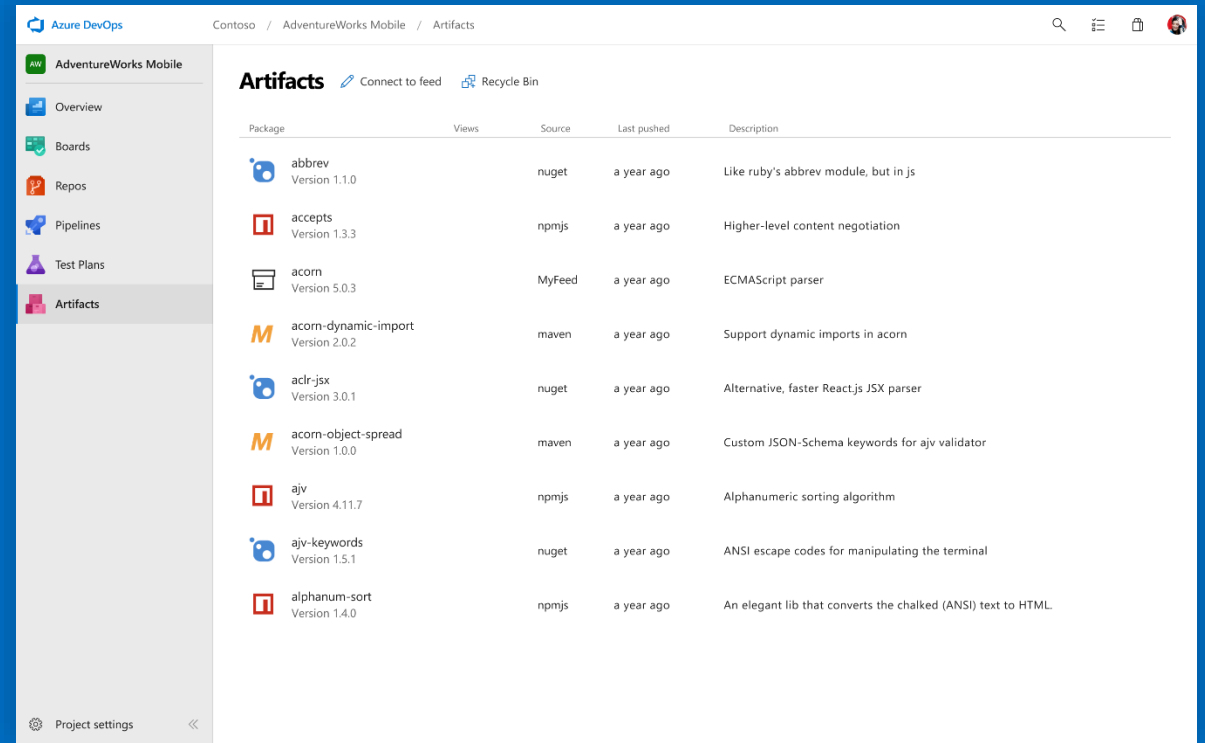 Azure DevOps
Contoso / AdventureWorks Mobile / Artifacts
AW AdventureWorks Mobile
Overview
Boards
Repos
Pipelines
Test Plans
Artifacts
Project settings
Artifacts Connect to feed Recycle Bin
Package Views Source Last pushed Description
abbrev
Version 1.1.0
nuget a year ago Like ruby's abbrev module, but in js
accepts
Version 1.3.3
npmjs a year ago Higher-level content negotiation
acorn
Version 5.0.3
MyFeed a year ago ECMAScript parser
acorn-dynamic-import
Version 2.0.2
maven a year ago Support dynamic imports in acorn
aclr-jsx
Version 3.0.1
nuget a year ago Alternative, faster React.js JSX parser
acorn-object-spread
Version 1.0.0
maven a year ago Custom JSON-Schema keywords for ajv validator
ajv
Version 4.11.7
npmjs a year ago Alphanumeric sorting algorithm
ajv-keywords
Version 1.5.1
nuget a year ago ANSI escape codes for manipulating the terminal
alphanum-sort
Version 1.4.0
npmjs a year ago An elegant lib that converts the chalked (ANSI) text to HTML.